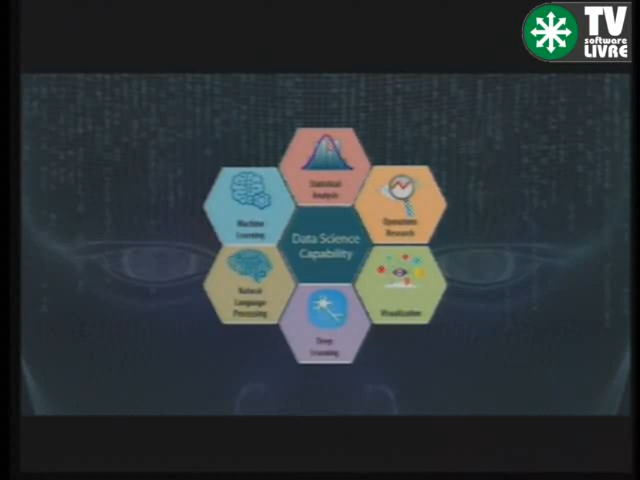 TV
software
LIVRE
Statistical
Analysis
Machine
Learning
Operations
Research
Data Science
Capability
Natural
Language
Processing
Visualization
Deep
Learning